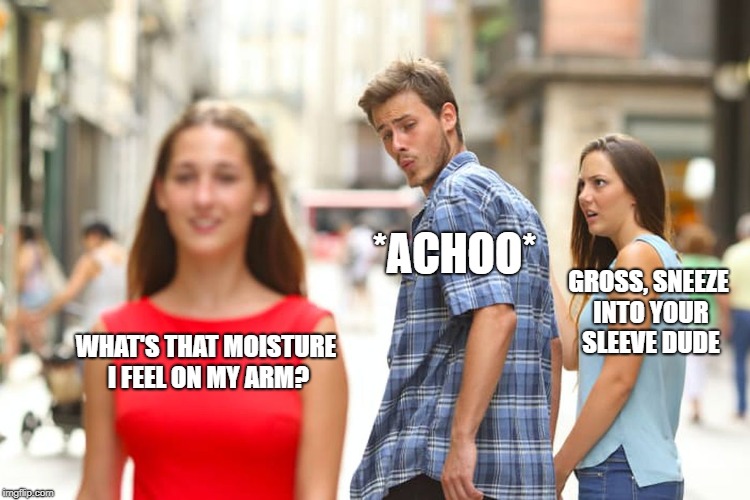 WHAT'S THAT MOISTURE
I FEEL ON MY ARM?
*ACHOO*
GROSS, SNEEZE
INTO YOUR
SLEEVE DUDE
imgflip.com